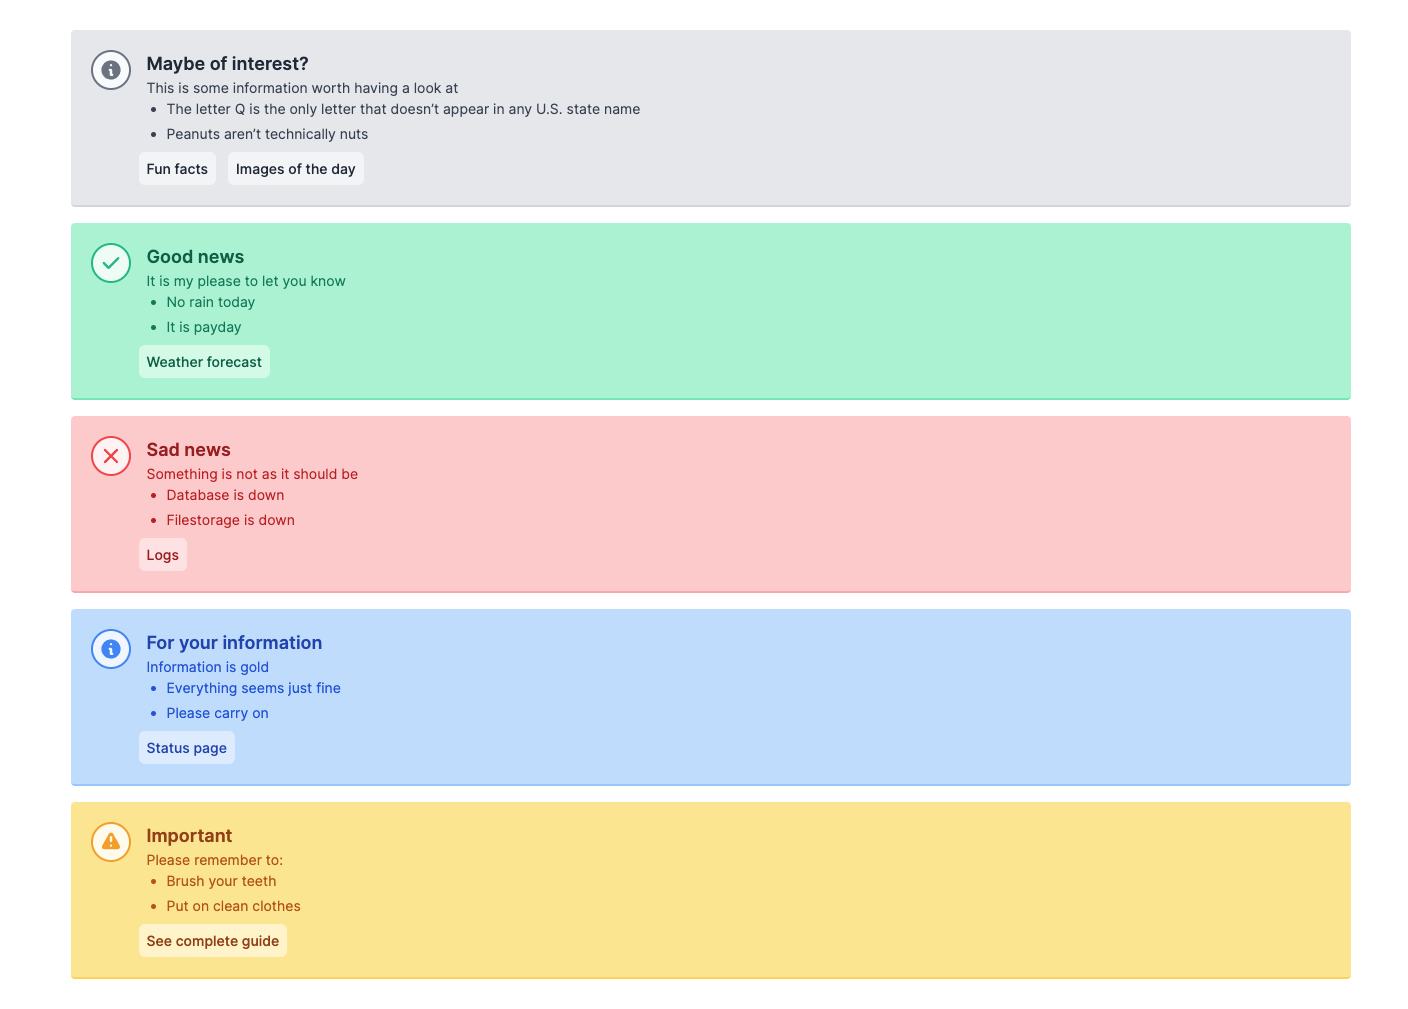 Maybe of interest?
This is some information worth having a look at
• The letter Q is the only letter that doesn’t appear in any U.S. state name
• Peanuts aren’t technically nuts
Fun facts Images of the day
Good news
It is my please to let you know
• No rain today
• It is payday
Weather forecast
Sad news
Something is not as it should be
• Database is down
• Filestorage is down
Logs
For your information
Information is gold
• Everything seems just fine
• Please carry on
Status page
Important
Please remember to:
• Brush your teeth
• Put on clean clothes
See complete guide